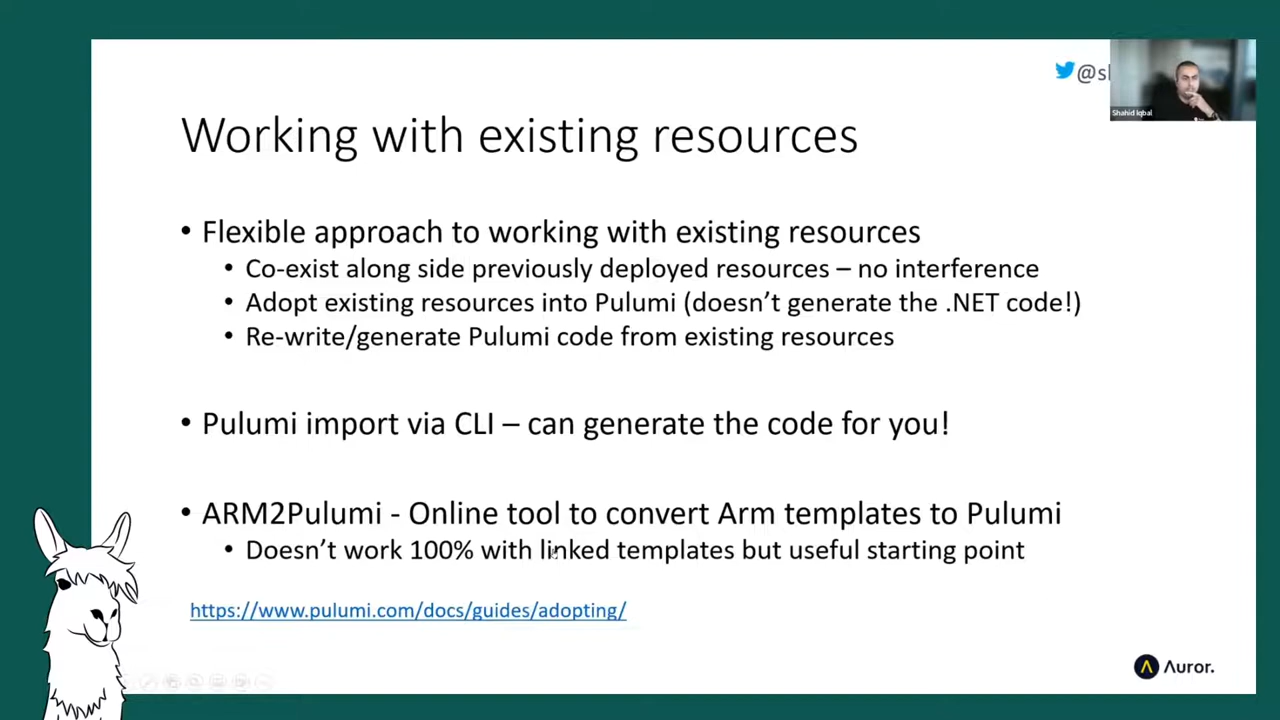 @s
Shahid Iqbal
Working with existing resources
• Flexible approach to working with existing resources
• Co-exist along side previously deployed resources – no interference
• Adopt existing resources into Pulumi (doesn’t generate the .NET code!)
• Re-write/generate Pulumi code from existing resources
• Pulumi import via CLI – can generate the code for you!
• ARM2Pulumi - Online tool to convert Arm templates to Pulumi
• Doesn’t work 100% with linked templates but useful starting point
https://www.pulumi.com/docs/guides/adopting/
Auror.